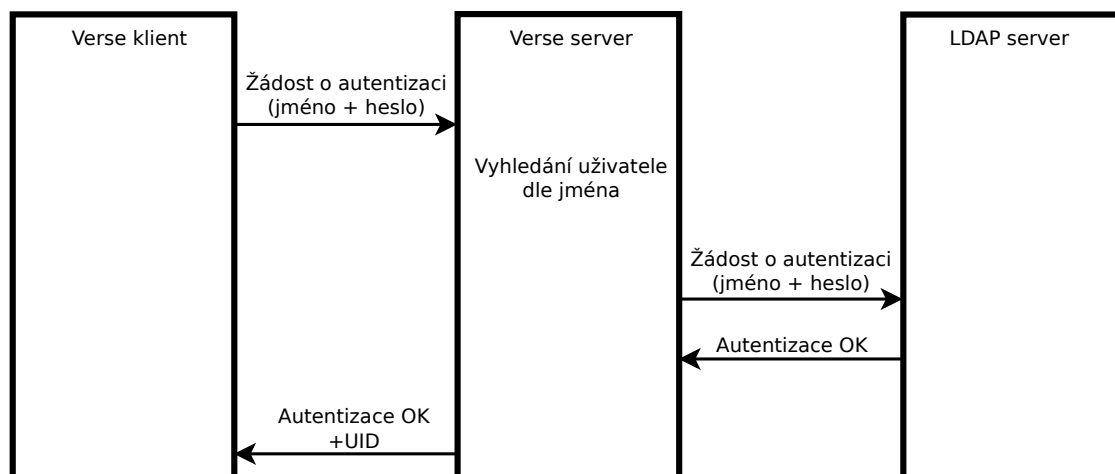 Verse klient
Verse server
LDAP server
Žádost o autentizaci
(jméno + heslo)
Vyhledání uživatele
dle jména
Žádost o autentizaci
(jméno + heslo)
Autentizace OK
Autentizace OK
+UID